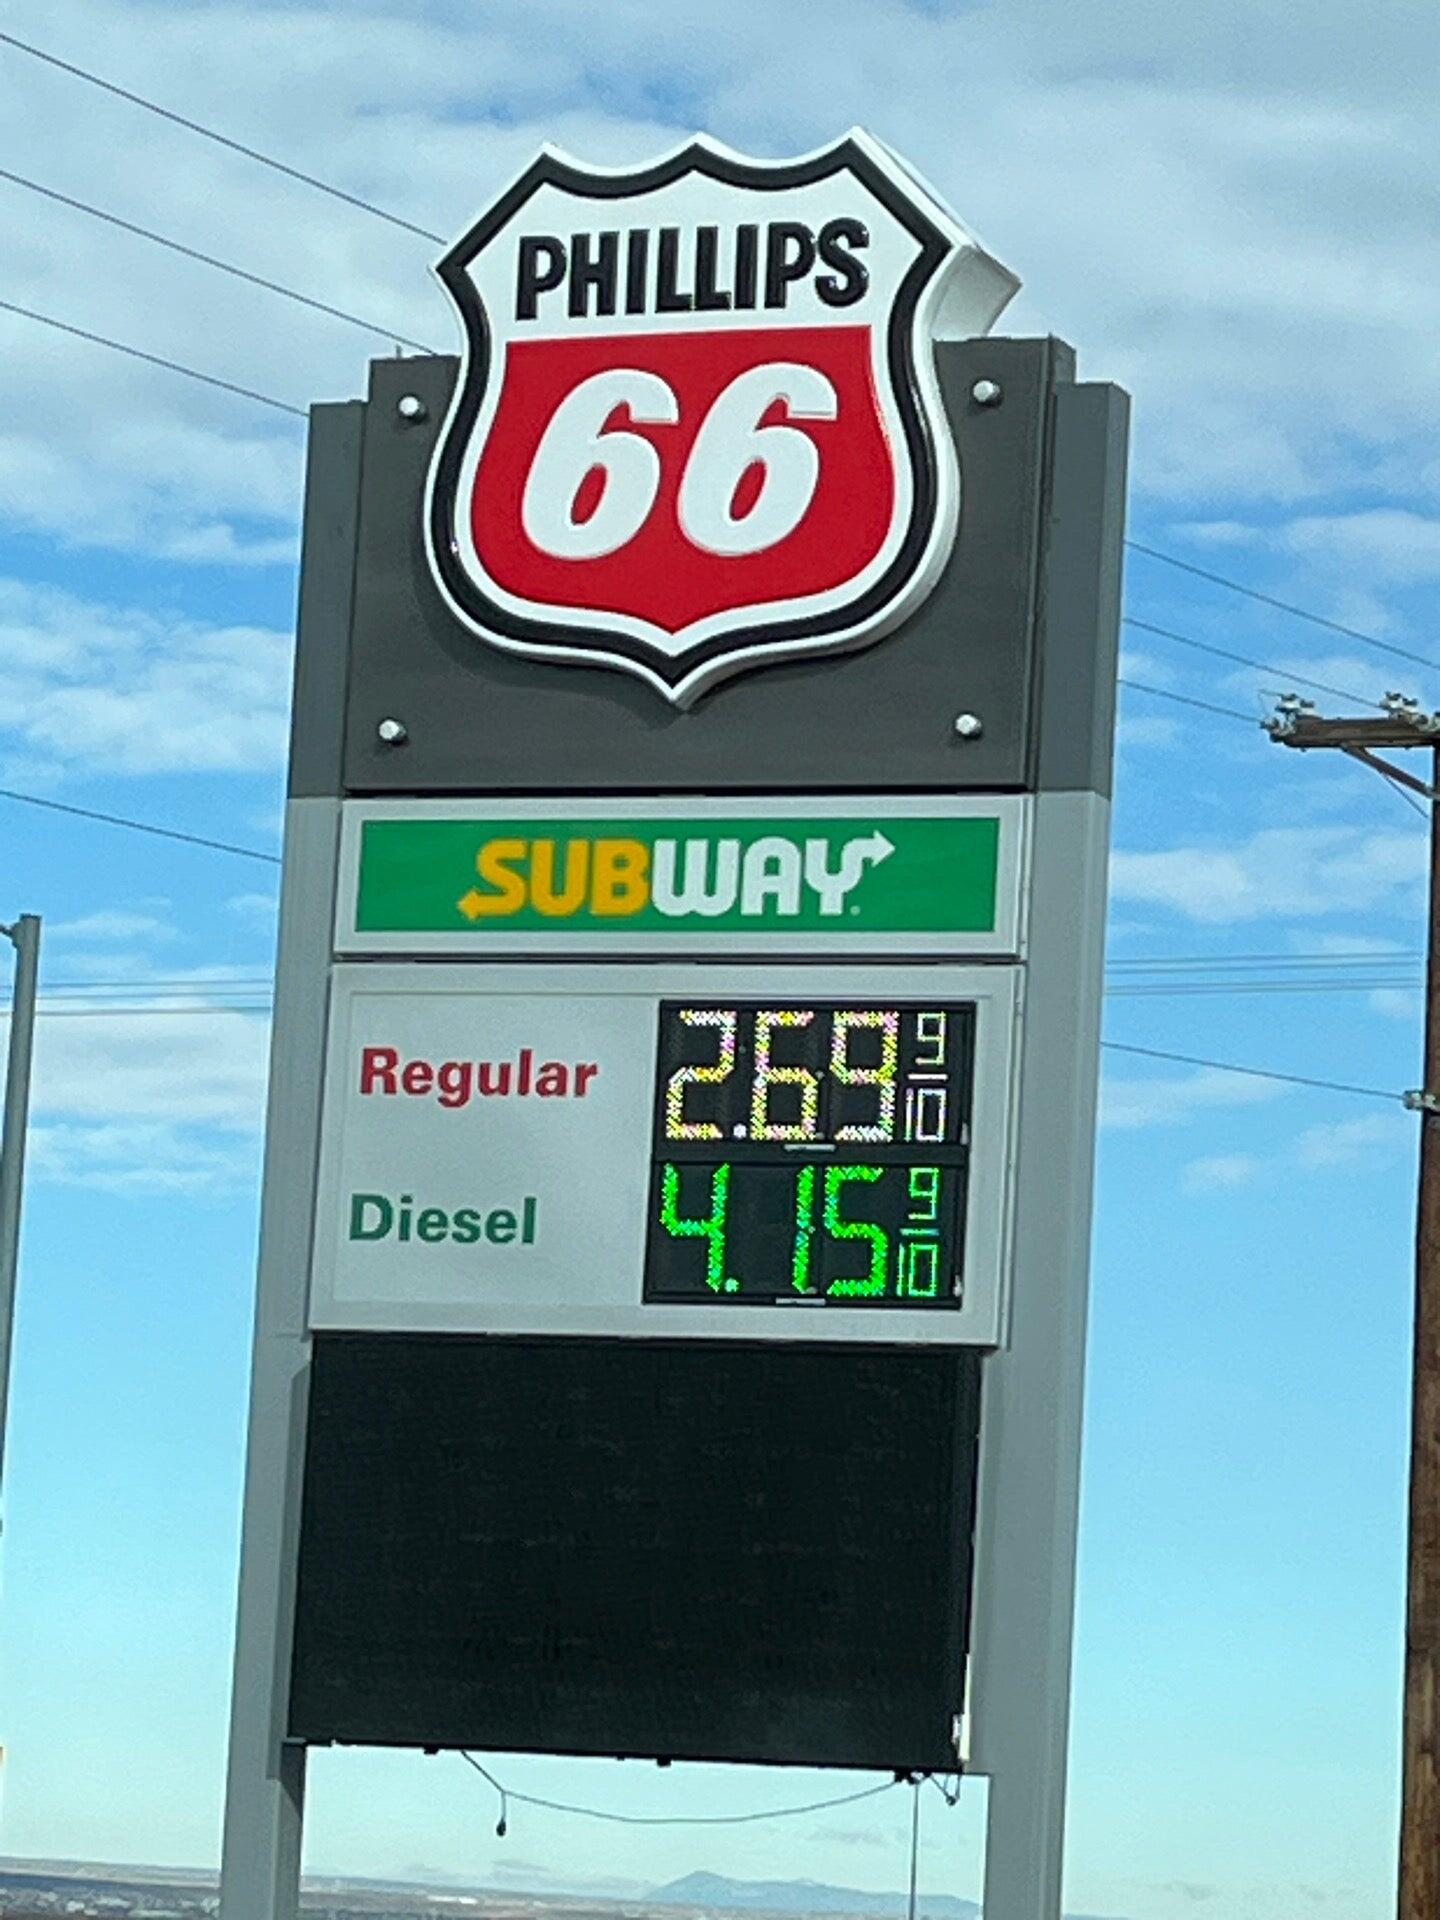 PHILLIPS
66
SUBWAY
Regular 2.69 9/10
Diesel 4.15 9/10